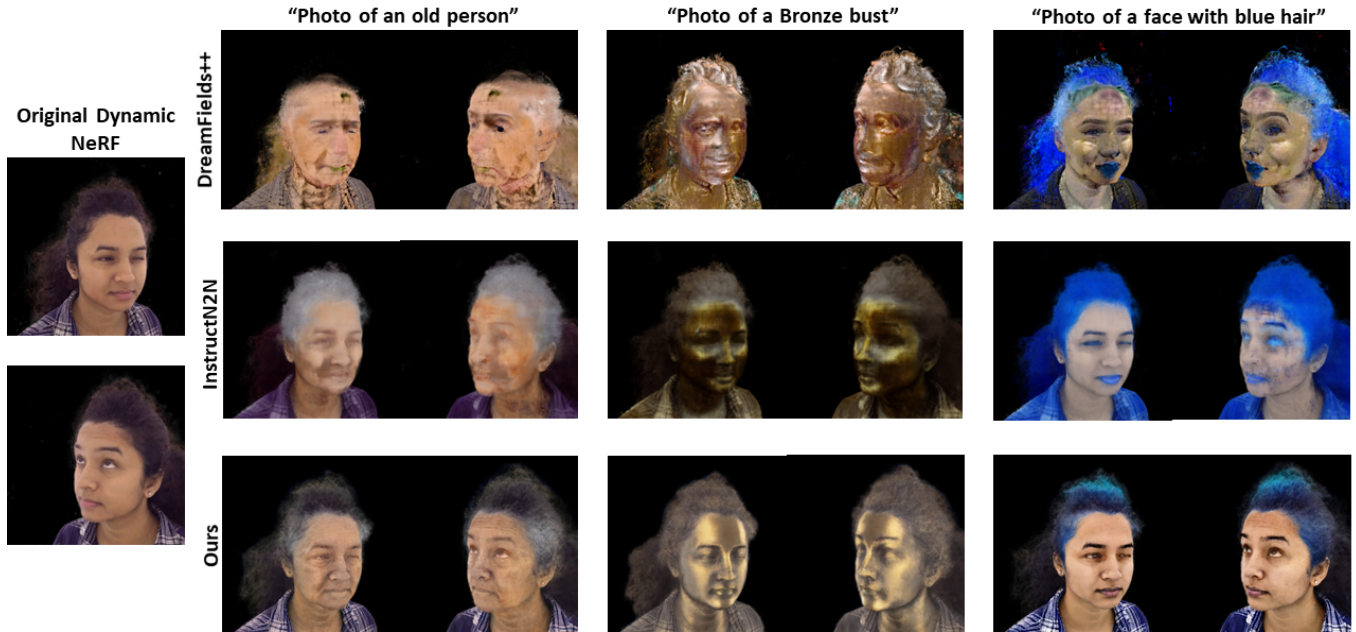 “Photo of an old person”
“Photo of a Bronze bust”
“Photo of a face with blue hair”
Original Dynamic
NeRF
DreamFields++
InstructN2N
Ours